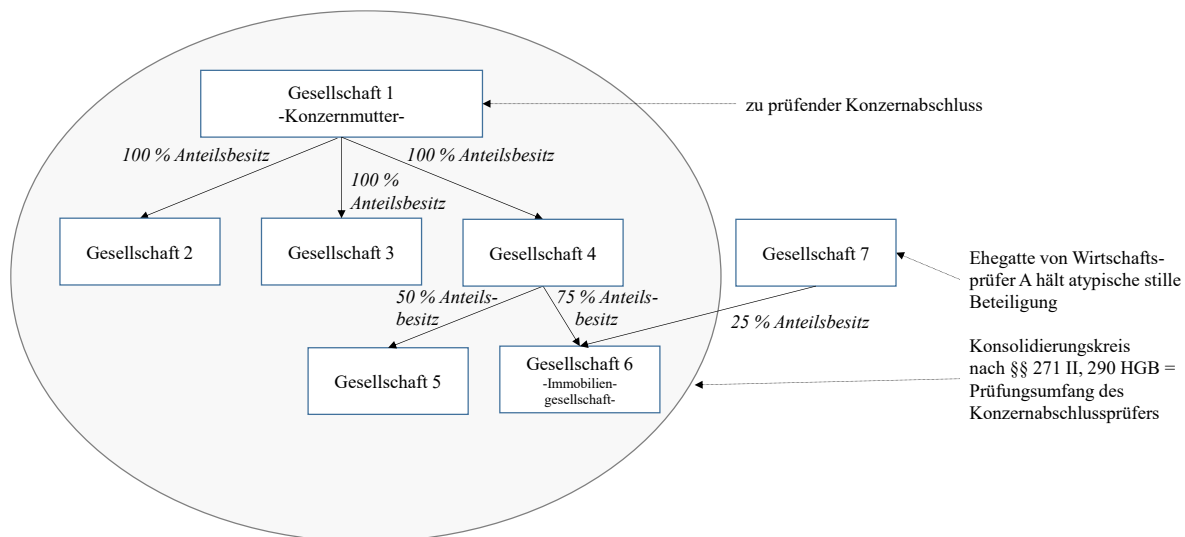 Gesellschaft 1
-Konzernmutter-
zu prüfender Konzernabschluss
100 % Anteilsbesitz
100 %
Anteilsbesitz
100 % Anteilsbesitz
Gesellschaft 2
Gesellschaft 3
Gesellschaft 4
Gesellschaft 7
Ehegatte von Wirtschafts-
prüfer A hält atypische stille
Beteiligung
50 % Anteils-
besitz
75 % Anteils-
besitz
25 % Anteilsbesitz
Gesellschaft 5
Gesellschaft 6
-Immobilien-
gesellschaft-
Konsolidierungskreis
nach §§ 271 II, 290 HGB =
Prüfungsumfang des
Konzernabschlussprüfers